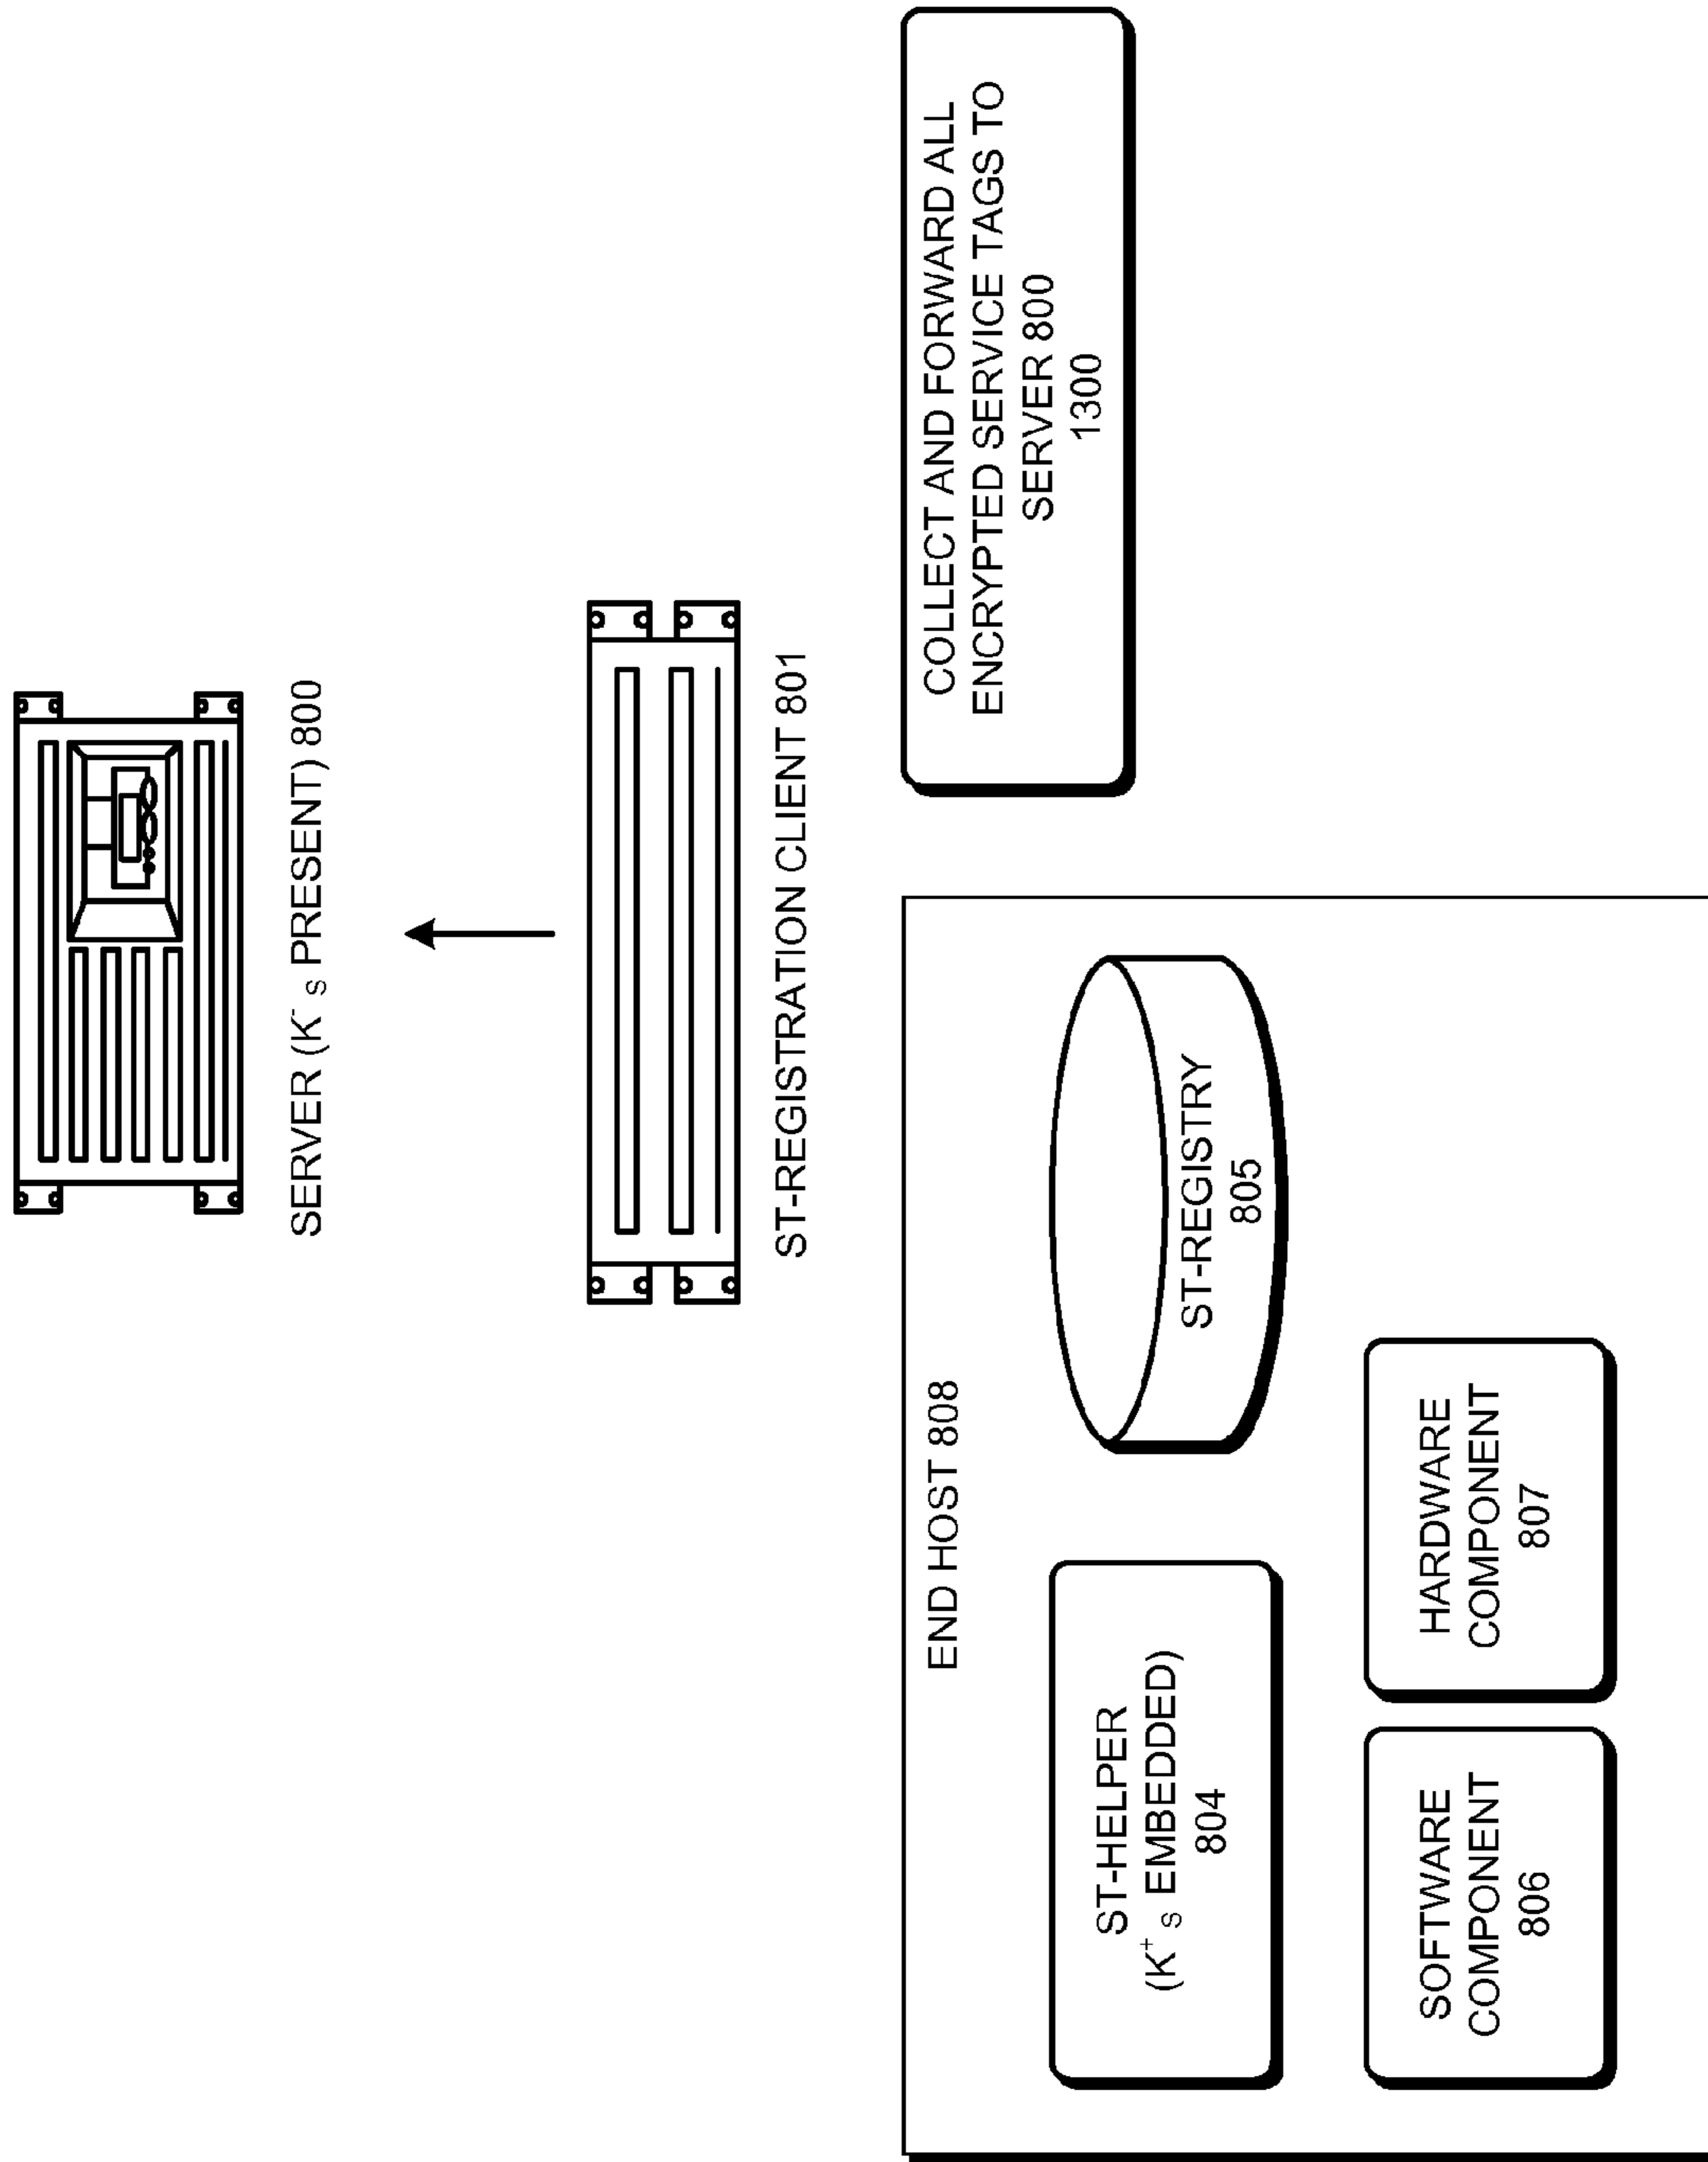 SERVER (K⁻ S PRESENT) 800
ST-REGISTRATION CLIENT 801
END HOST 808
ST-HELPER
(K⁺ S EMBEDDED)
804
ST-REGISTRY
805
SOFTWARE
COMPONENT
806
HARDWARE
COMPONENT
807
COLLECT AND FORWARD ALL
ENCRYPTED SERVICE TAGS TO
SERVER 800
1300